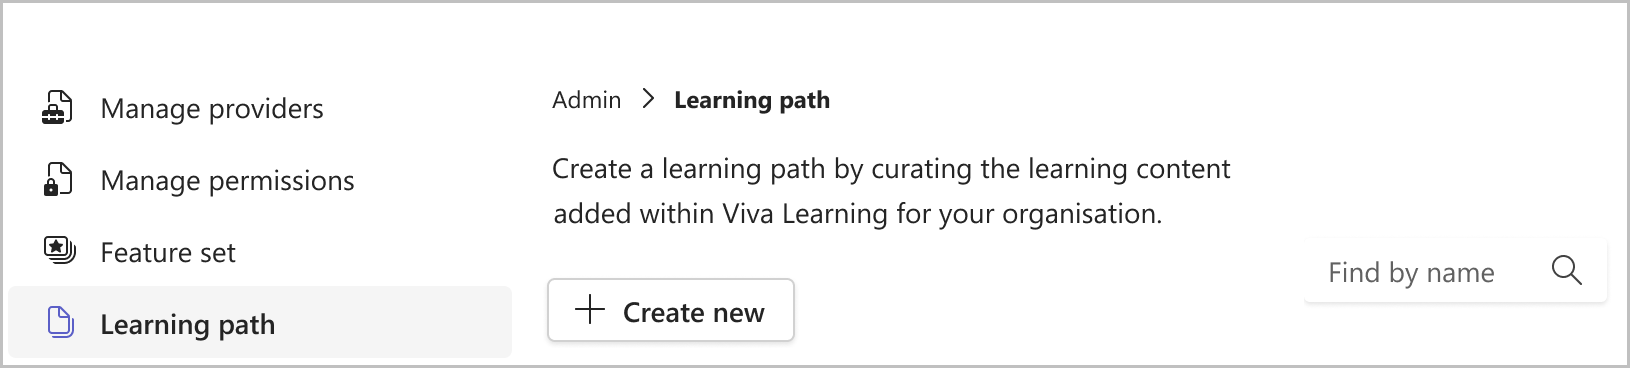 Manage providers
Manage permissions
Feature set
Learning path
Admin > Learning path
Create a learning path by curating the learning content
added within Viva Learning for your organisation.
Find by name
+ Create new